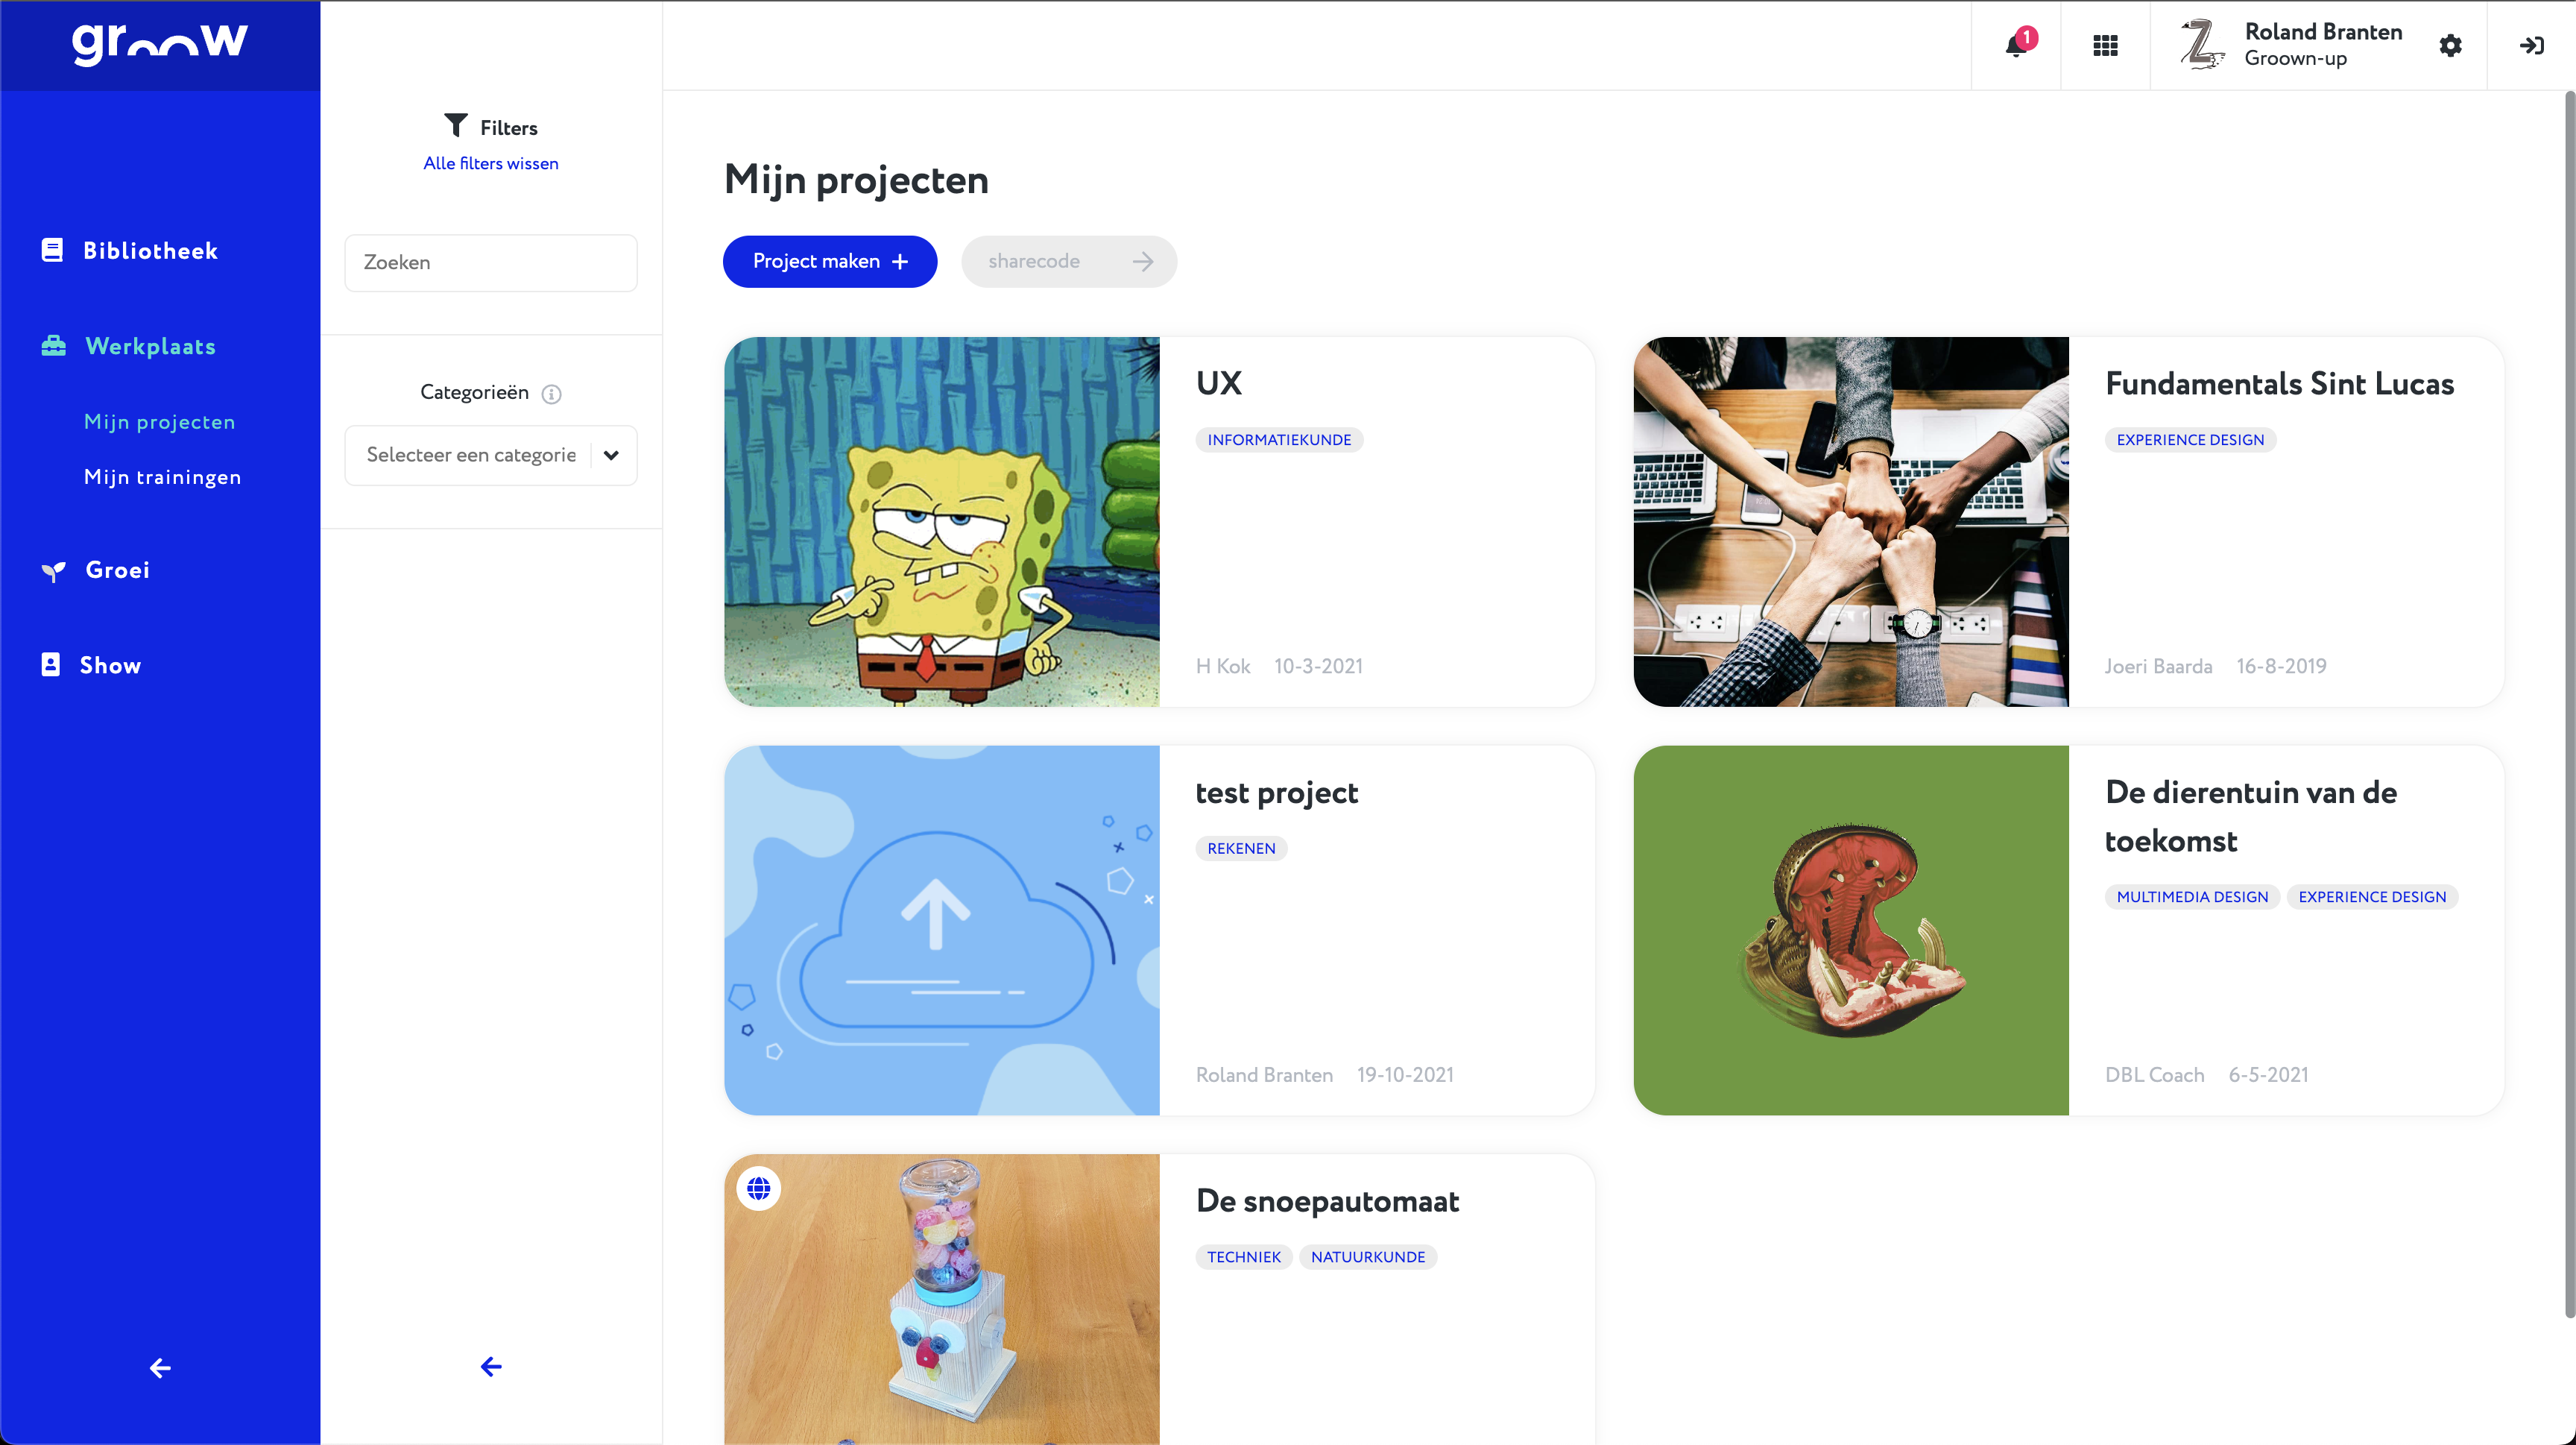 groow
1
Roland Branten
Groown-up
Bibliotheek
Werkplaats
Mijn projecten
Mijn trainingen
Groei
Show
Filters
Alle filters wissen
Zoeken
Categorieën
Selecteer een categorie
Mijn projecten
Project maken +
sharecode
UX
INFORMATIEKUNDE
H Kok 10-3-2021
Fundamentals Sint Lucas
EXPERIENCE DESIGN
Joeri Baarda 16-8-2019
test project
REKENEN
Roland Branten 19-10-2021
De dierentuin van de
toekomst
MULTIMEDIA DESIGN EXPERIENCE DESIGN
DBL Coach 6-5-2021
De snoepautomaat
TECHNIEK NATUURKUNDE